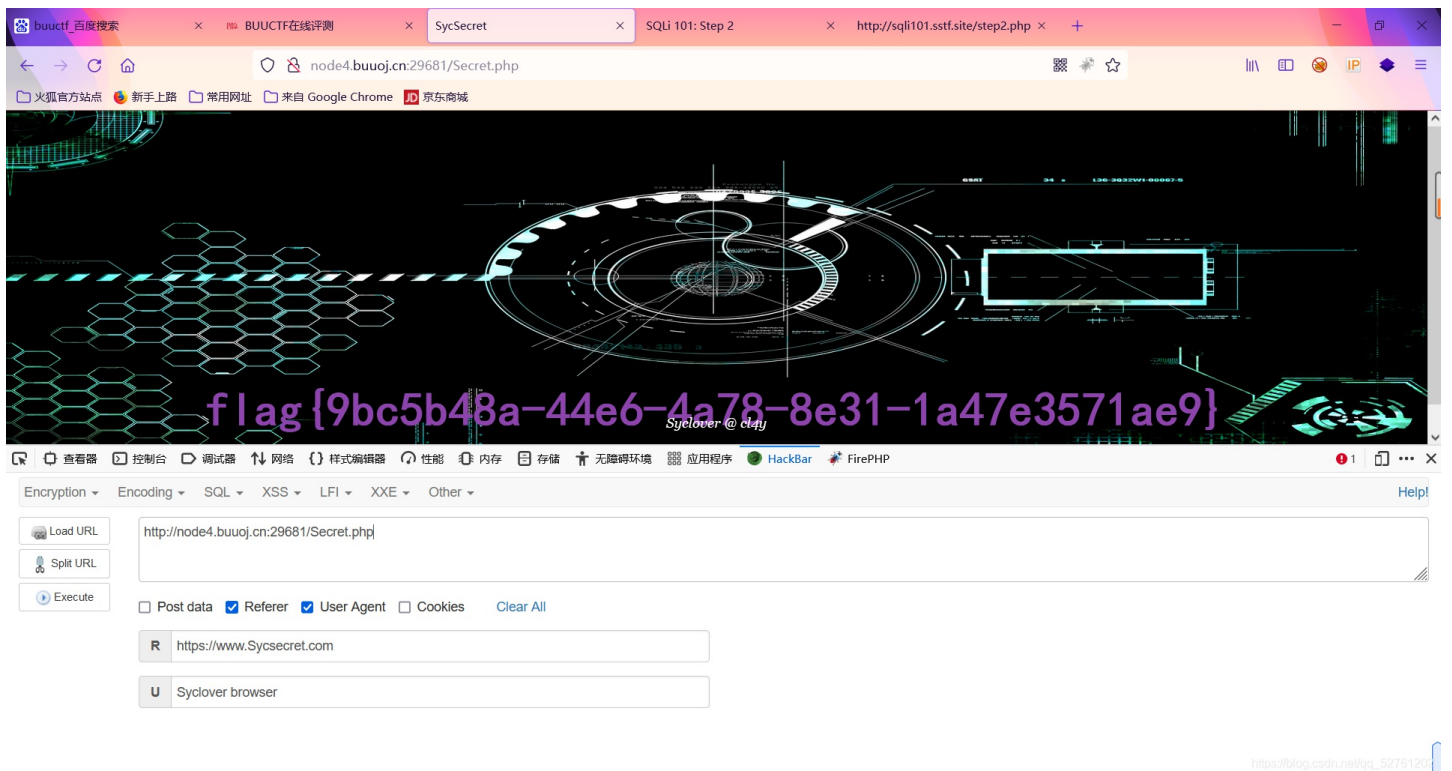 buuctf_百度搜索 BUUCTF在线评测 SycSecret SQLi 101: Step 2 http://sqli101.sstf.site/step2.php
node4.buuoj.cn:29681/Secret.php
火狐官方站点 新手上路 常用网址 来自 Google Chrome JD 京东商城
GSRT 34
flag{9bc5b48a-44e6-4a78-8e31-1a47e3571ae9}
Syclover @ cl4y
查看器 控制台 调试器 网络 {} 样式编辑器 性能 内存 存储 无障碍环境 应用程序 HackBar FirePHP 1
Encryption Encoding SQL XSS LFI XXE Other Help!
Load URL http://node4.buuoj.cn:29681/Secret.php
Split URL
Execute
Post data Referer User Agent Cookies Clear All
R https://www.Sycsecret.com
U Syclover browser